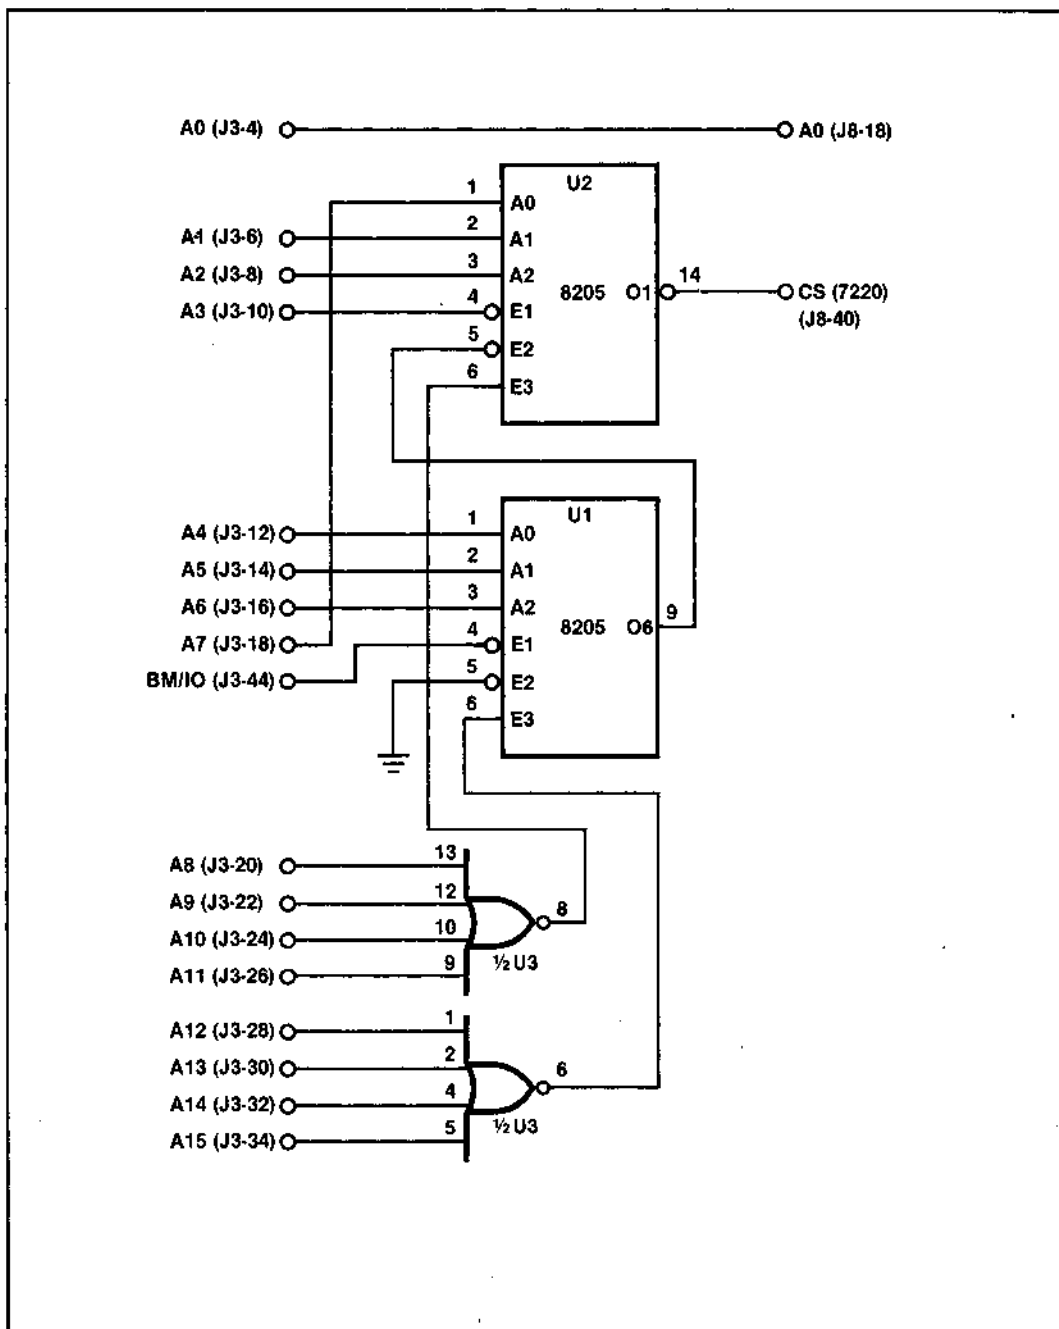 A0 (J3-4) A0 (J8-18)
U2
1 A0
A1 (J3-6) 2 A1
A2 (J3-8) 3 A2 8205 O1 14 CS (7220)
A3 (J3-10) 4 E1 (J8-40)
5 E2
6 E3
U1
A4 (J3-12) 1 A0
A5 (J3-14) 2 A1
A6 (J3-16) 3 A2 8205 O6 9
A7 (J3-18) 4 E1
BM/IO (J3-44) 5 E2
6 E3
A8 (J3-20) 13
A9 (J3-22) 12 8
A10 (J3-24) 10
A11 (J3-26) 9 ½ U3
A12 (J3-28) 1
A13 (J3-30) 2 6
A14 (J3-32) 4
A15 (J3-34) 5 ½ U3